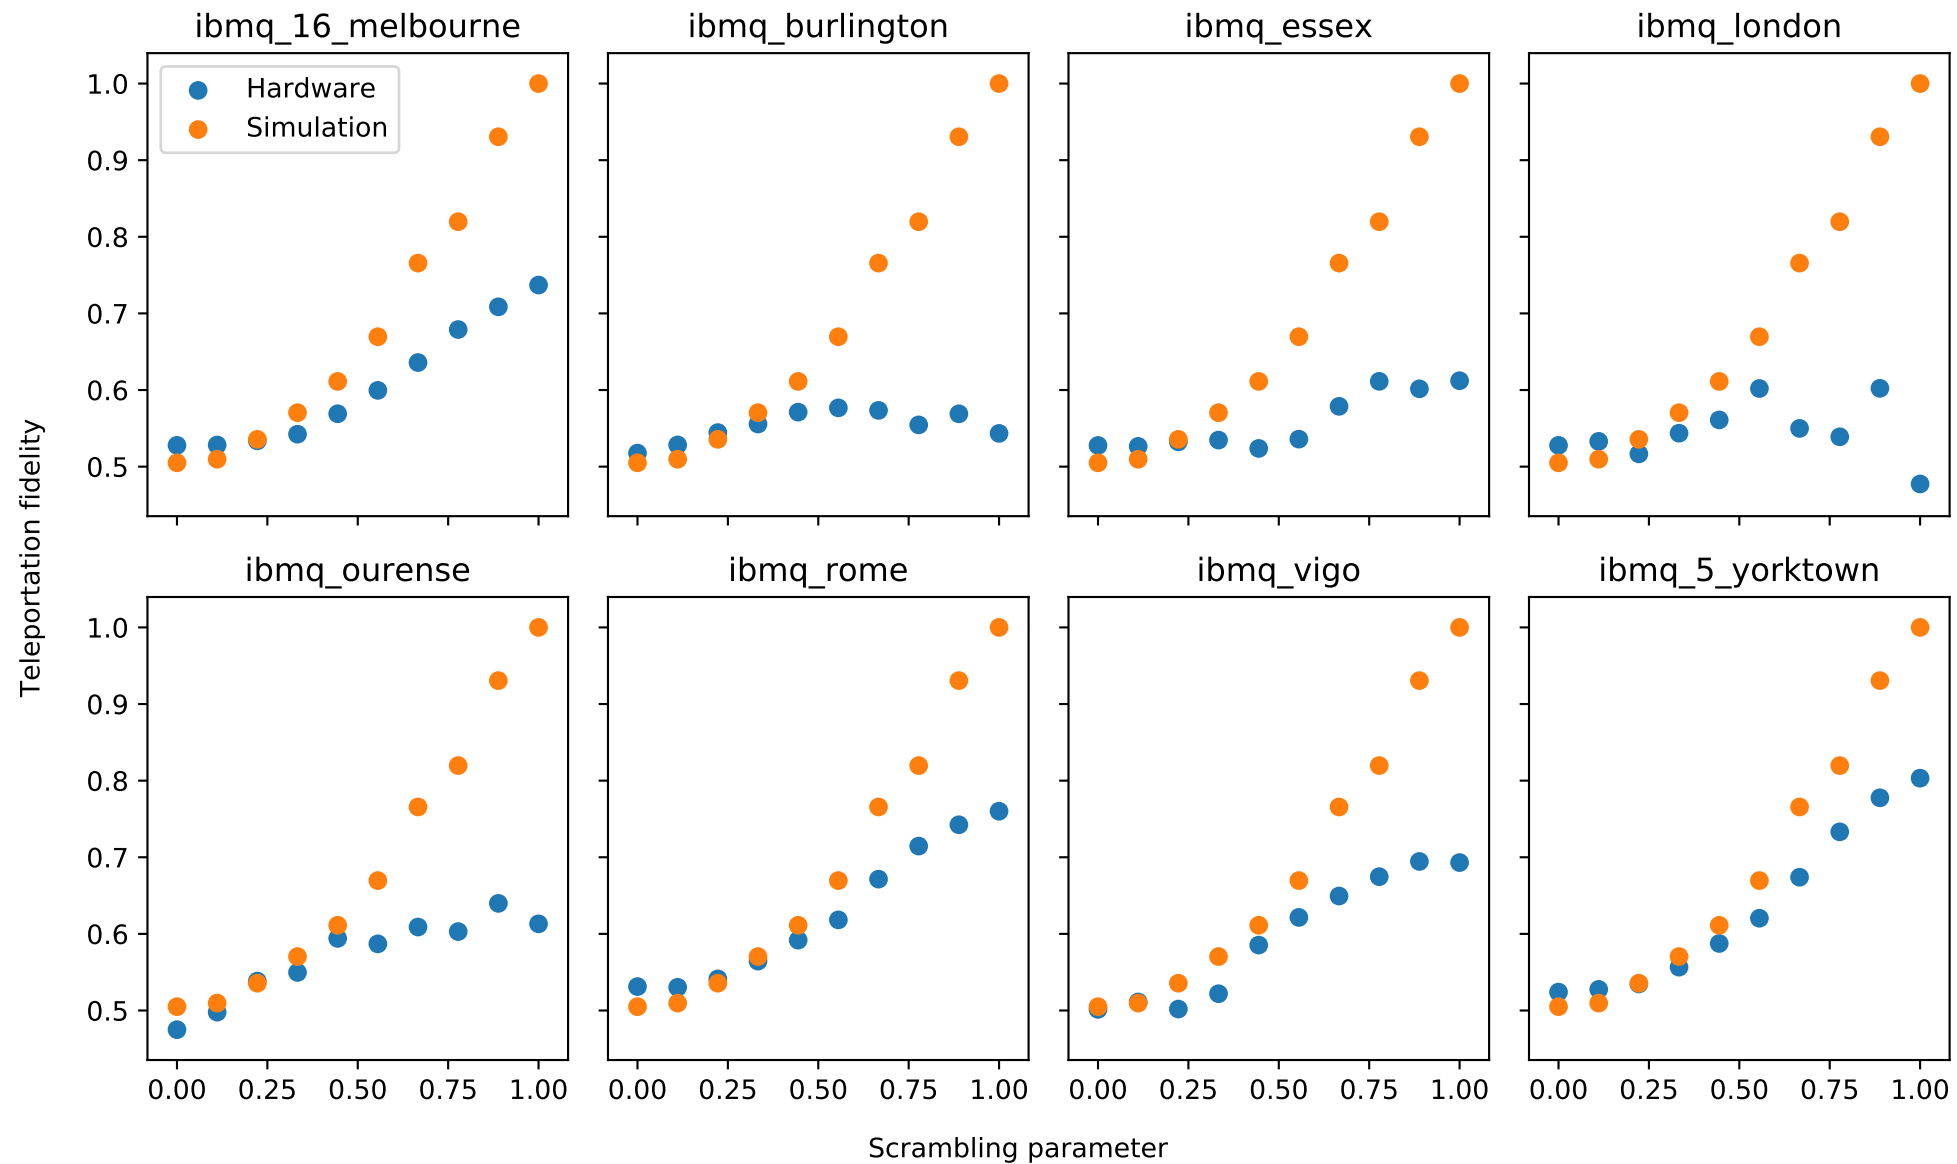 ibmq_16_melbourne
ibmq_burlington
ibmq_essex
ibmq_london
Hardware
Simulation
1.0
0.9
0.8
0.7
0.6
0.5
Teleportation fidelity
ibmq_ourense
ibmq_rome
ibmq_vigo
ibmq_5_yorktown
1.0
0.9
0.8
0.7
0.6
0.5
0.00 0.25 0.50 0.75 1.00
0.00 0.25 0.50 0.75 1.00
0.00 0.25 0.50 0.75 1.00
0.00 0.25 0.50 0.75 1.00
Scrambling parameter